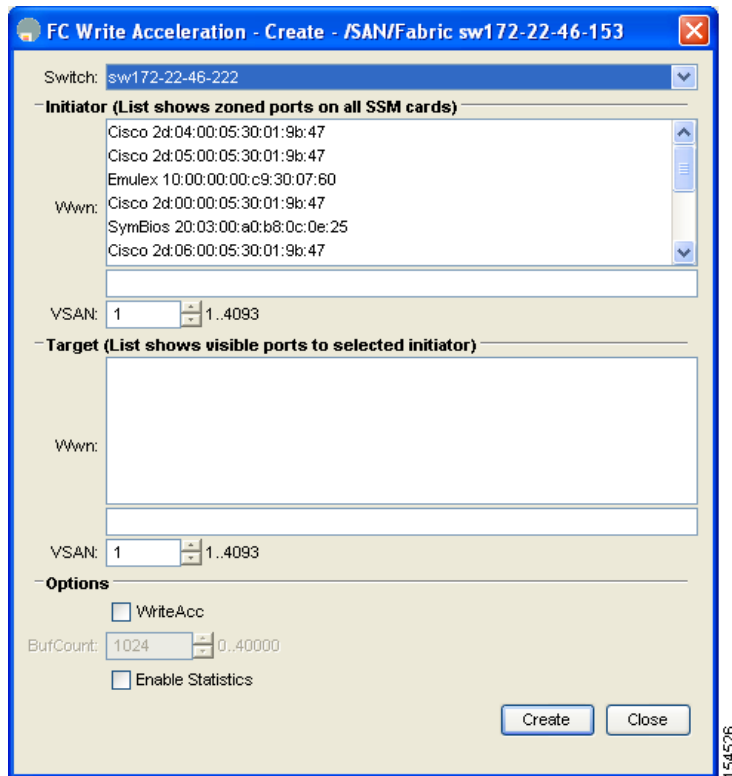 FC Write Acceleration - Create - /SAN/Fabric sw172-22-46-153
Switch: sw172-22-46-222
Initiator (List shows zoned ports on all SSM cards)
Cisco 2d:04:00:05:30:01:9b:47
Cisco 2d:05:00:05:30:01:9b:47
Emulex 10:00:00:00:c9:30:07:60
Wwn: Cisco 2d:00:00:05:30:01:9b:47
SymBios 20:03:00:a0:b8:0c:0e:25
Cisco 2d:06:00:05:30:01:9b:47
VSAN: 1 1..4093
Target (List shows visible ports to selected initiator)
Wwn:
VSAN: 1 1..4093
Options
WriteAcc
BufCount: 1024 0..40000
Enable Statistics
Create Close
154526